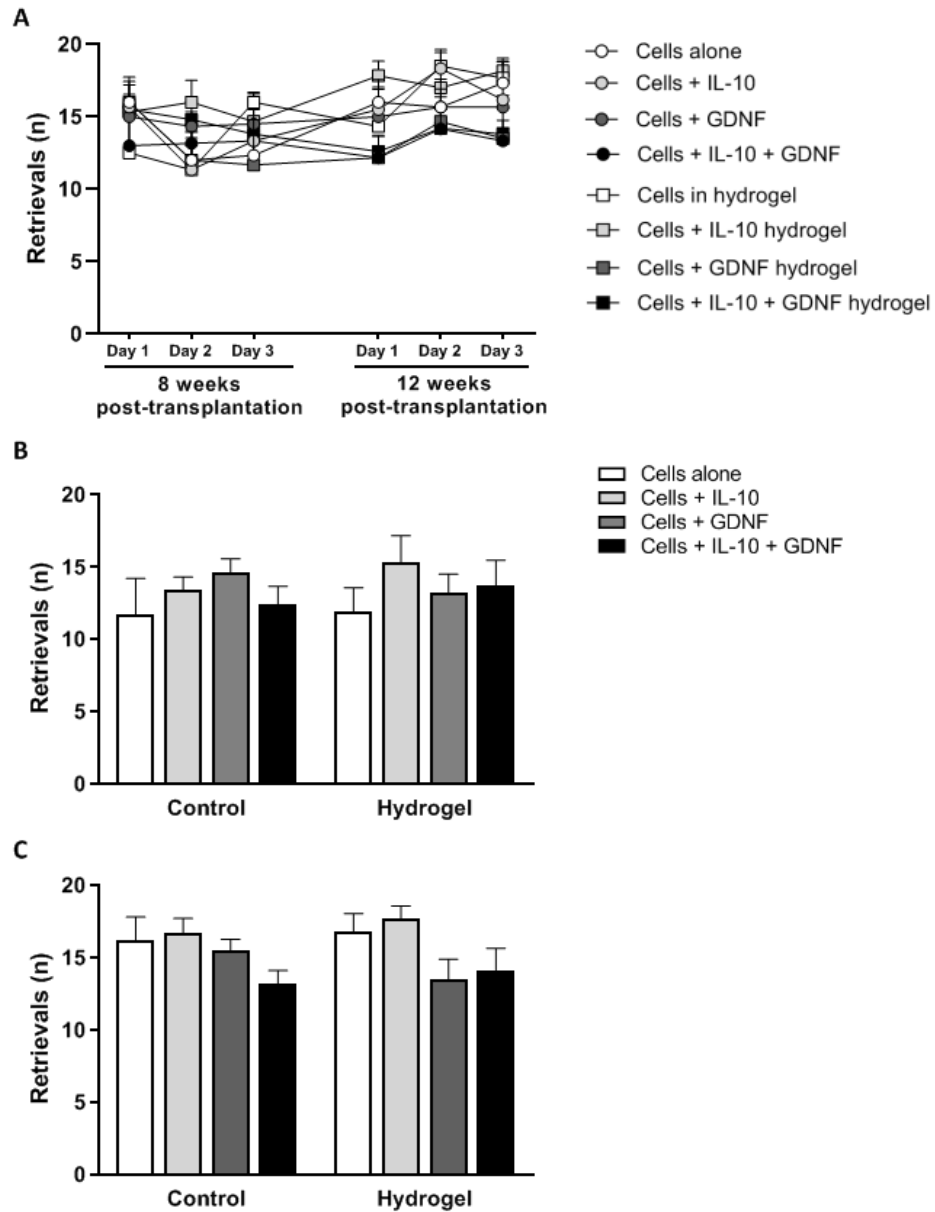 A
20
15
10
5
0
Retrievals (n)
Day 1 Day 2 Day 3 Day 1 Day 2 Day 3
8 weeks
post-transplantation
12 weeks
post-transplantation
Cells alone
Cells + IL-10
Cells + GDNF
Cells + IL-10 + GDNF
Cells in hydrogel
Cells + IL-10 hydrogel
Cells + GDNF hydrogel
Cells + IL-10 + GDNF hydrogel
B
20
15
10
5
0
Retrievals (n)
Control Hydrogel
Cells alone
Cells + IL-10
Cells + GDNF
Cells + IL-10 + GDNF
C
20
15
10
5
0
Retrievals (n)
Control Hydrogel